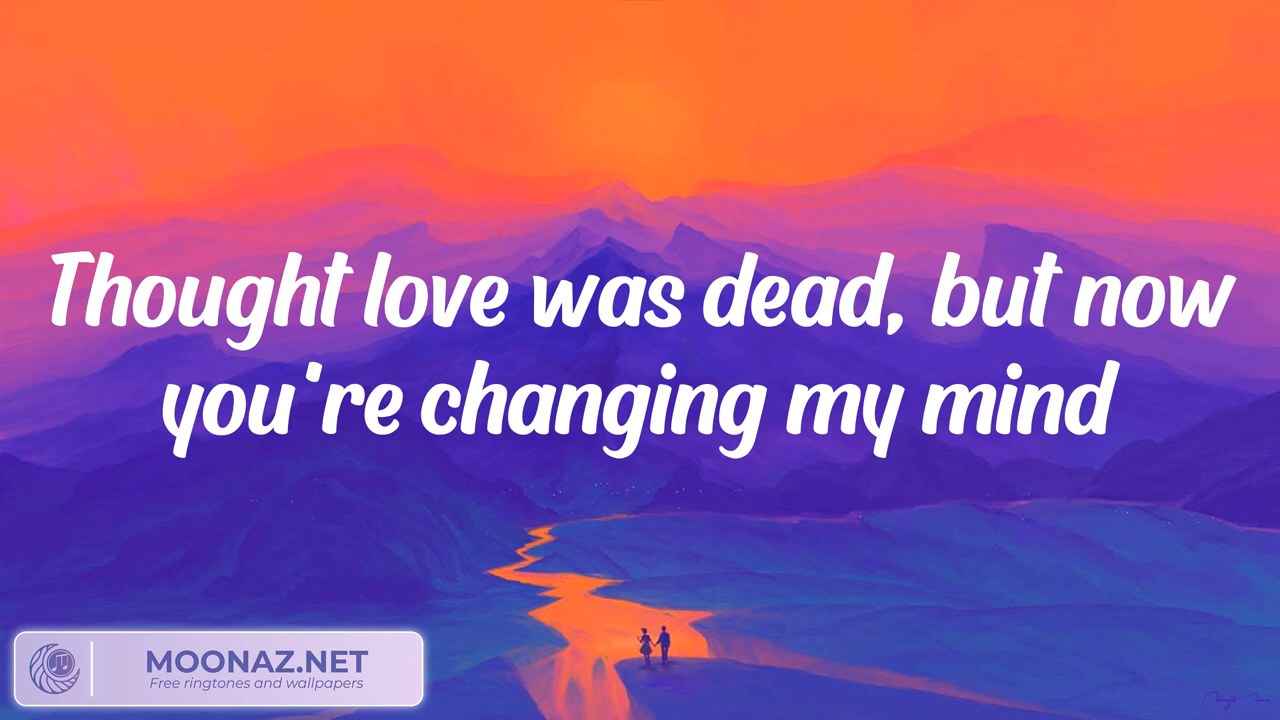 Thought love was dead, but now
you're changing my mind
MOONAZ.NET
Free ringtones and wallpapers